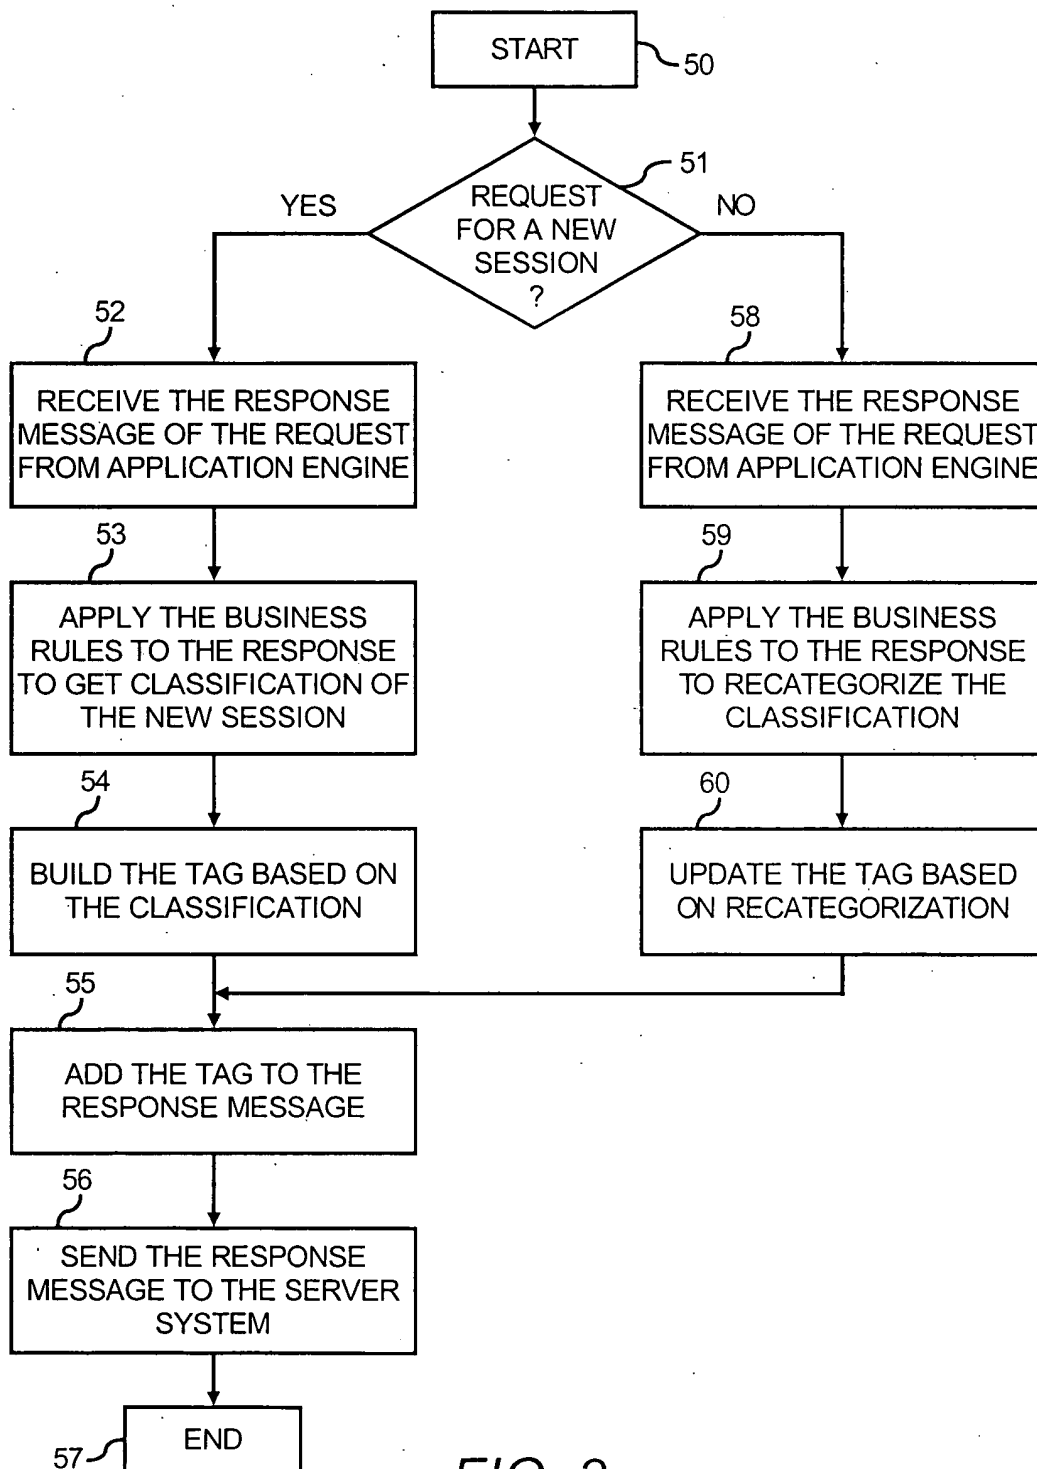 START
50
51
REQUEST
FOR A NEW
SESSION
?
YES
NO
52
RECEIVE THE RESPONSE
MESSAGE OF THE REQUEST
FROM APPLICATION ENGINE
58
RECEIVE THE RESPONSE
MESSAGE OF THE REQUEST
FROM APPLICATION ENGINE
53
APPLY THE BUSINESS
RULES TO THE RESPONSE
TO GET CLASSIFICATION OF
THE NEW SESSION
59
APPLY THE BUSINESS
RULES TO THE RESPONSE
TO RECATEGORIZE THE
CLASSIFICATION
54
BUILD THE TAG BASED ON
THE CLASSIFICATION
60
UPDATE THE TAG BASED
ON RECATEGORIZATION
55
ADD THE TAG TO THE
RESPONSE MESSAGE
56
SEND THE RESPONSE
MESSAGE TO THE SERVER
SYSTEM
END
57
FIG.